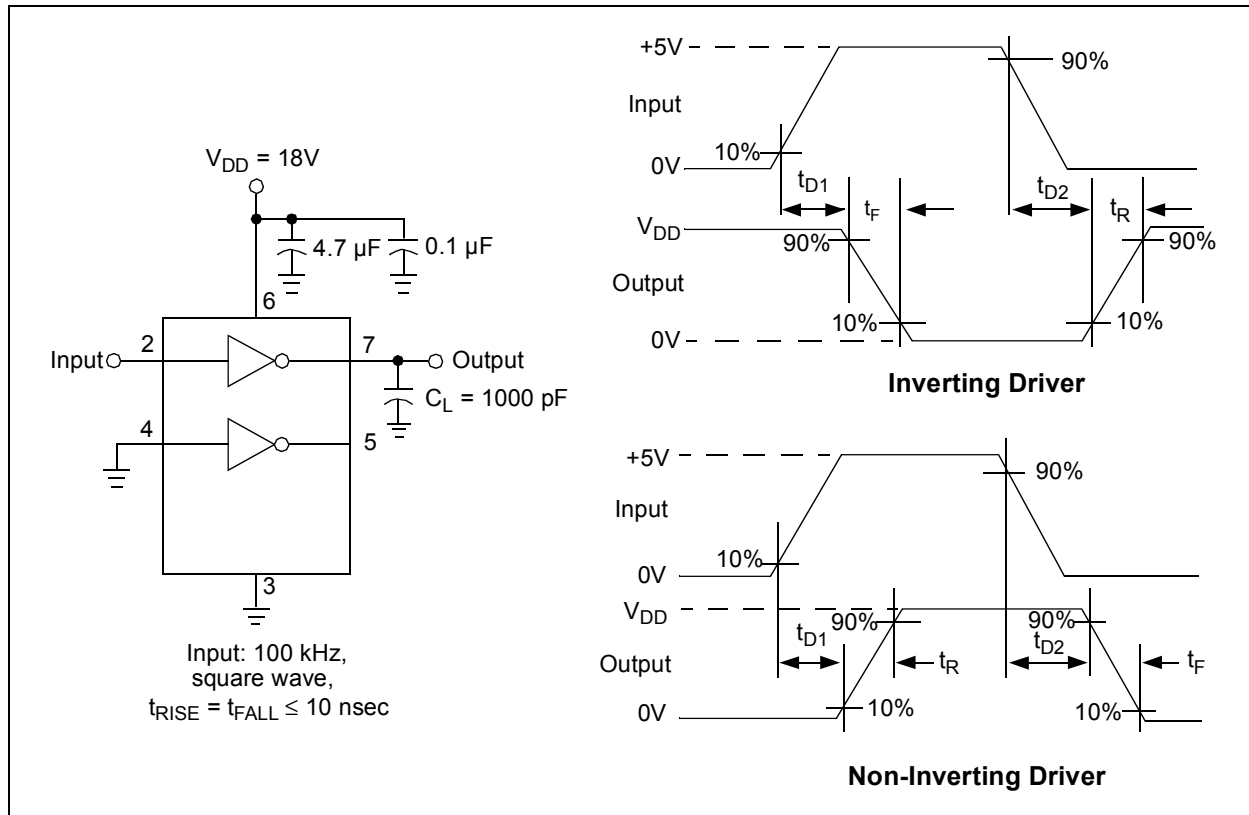 V_DD = 18V
4.7 µF
0.1 µF
6
Input
2
7
Output
C_L = 1000 pF
4
5
3
Input: 100 kHz,
square wave,
t_RISE = t_FALL ≤ 10 nsec
+5V
90%
Input
10%
0V
t_D1
t_F
t_D2
t_R
V_DD
90%
90%
Output
10%
10%
0V
Inverting Driver
+5V
90%
Input
10%
0V
V_DD
90%
90%
t_D1
t_D2
Output
t_R
t_F
0V
10%
10%
Non-Inverting Driver